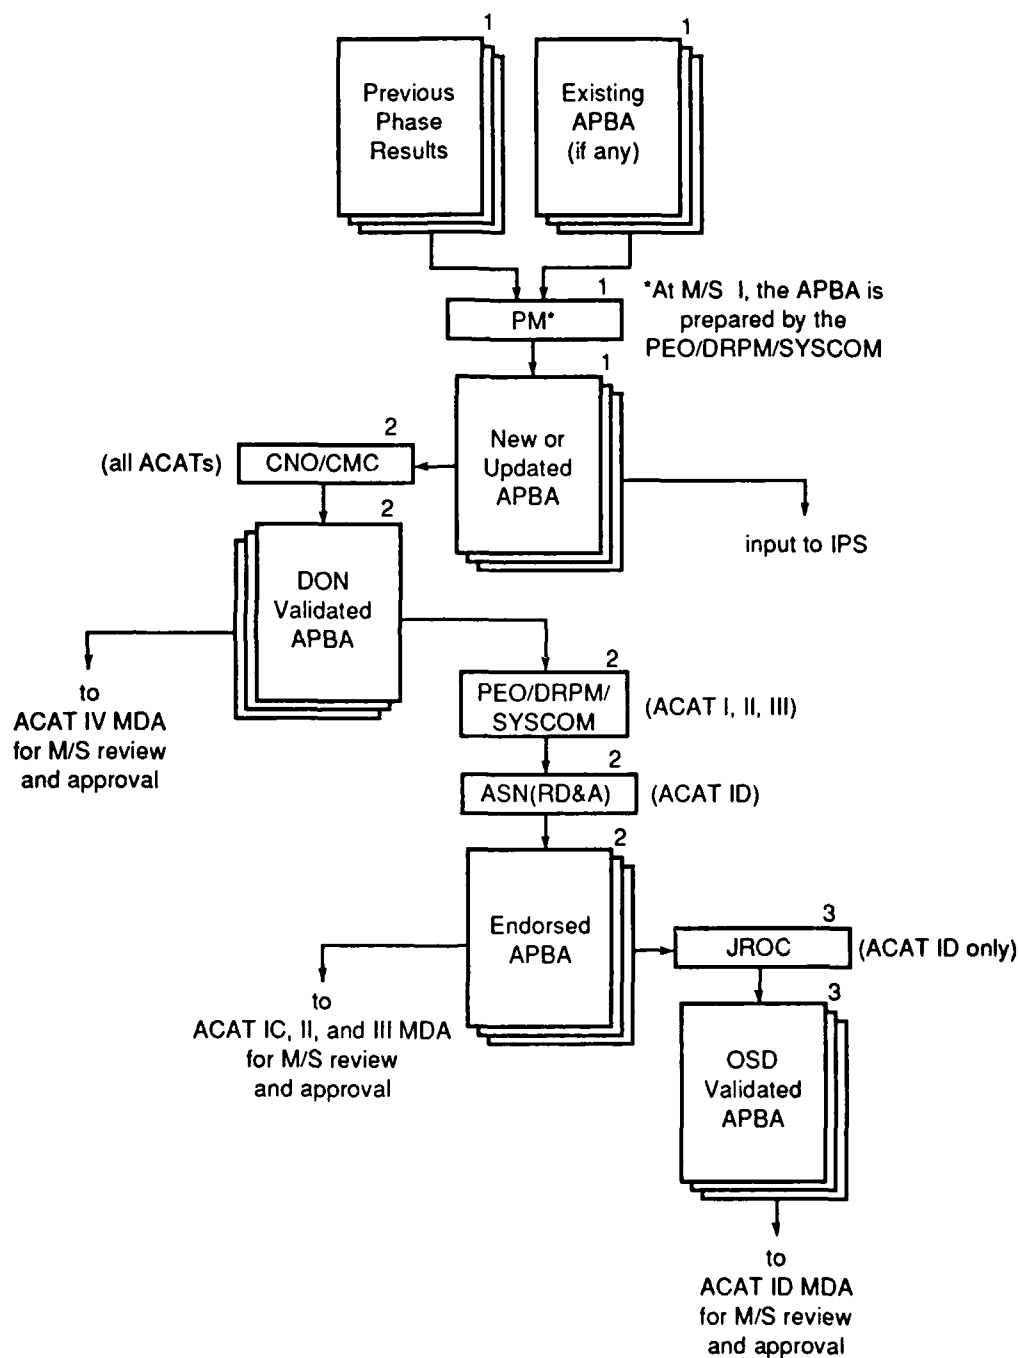 1
Previous
Phase
Results
1
Existing
APBA
(if any)
1
PM*
*At M/S I, the APBA is
prepared by the
PEO/DRPM/SYSCOM
1
New or
Updated
APBA
2
(all ACATs)
CNO/CMC
input to IPS
2
DON
Validated
APBA
to
ACAT IV MDA
for M/S review
and approval
2
PEO/DRPM/
SYSCOM
(ACAT I, II, III)
2
ASN(RD&A)
(ACAT ID)
2
Endorsed
APBA
3
JROC
(ACAT ID only)
to
ACAT IC, II, and III MDA
for M/S review
and approval
3
OSD
Validated
APBA
to
ACAT ID MDA
for M/S review
and approval